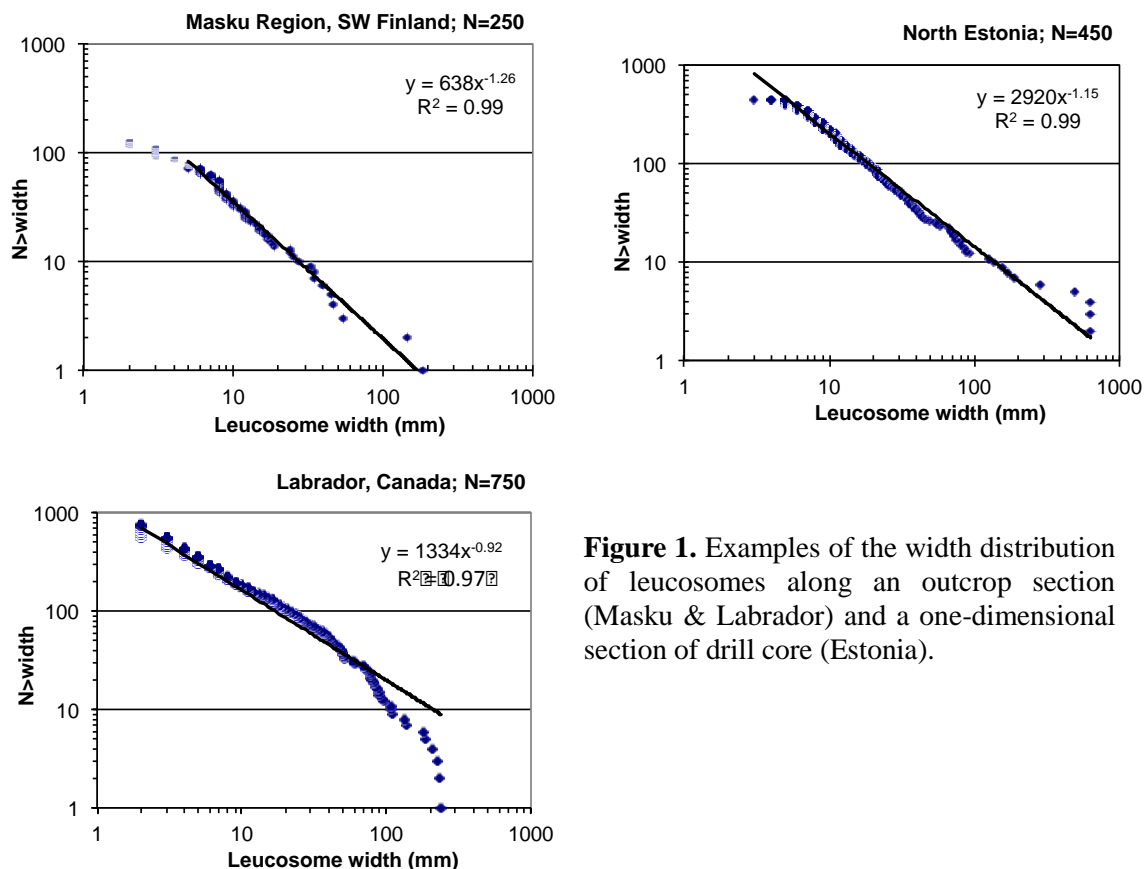 Masku Region, SW Finland; N=250
1000
100
10
1
N>width
y = 638x-1.26
R2 = 0.99
1 10 100 1000
Leucosome width (mm)
North Estonia; N=450
1000
100
10
1
N>width
y = 2920x-1.15
R2 = 0.99
1 10 100 1000
Leucosome width (mm)
Labrador, Canada; N=750
1000
100
10
1
N>width
y = 1334x-0.92
R2 = 0.97
1 10 100 1000
Leucosome width (mm)
Figure 1. Examples of the width distribution
of leucosomes along an outcrop section
(Masku & Labrador) and a one-dimensional
section of drill core (Estonia).